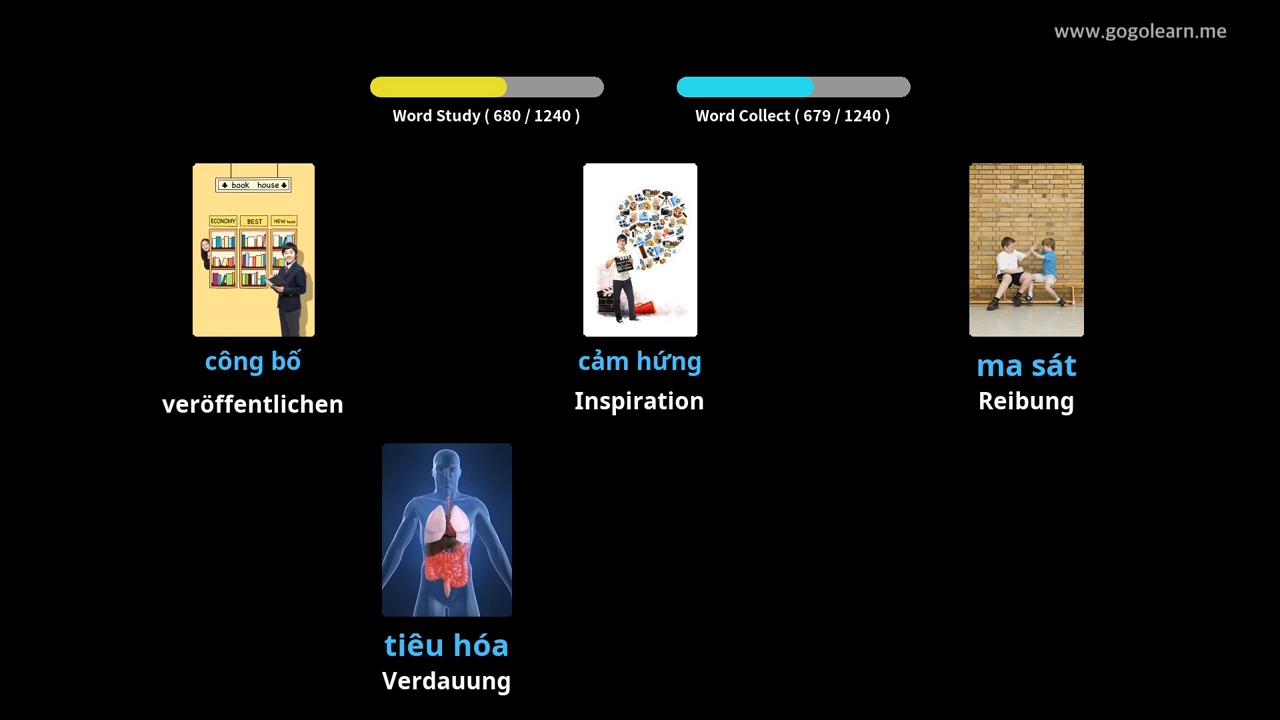 www.gogolearn.me
Word Study ( 680 / 1240 )
Word Collect ( 679 / 1240 )
book house
ECONOMY
BEST
NEW book
công bố
veröffentlichen
cảm hứng
Inspiration
ma sát
Reibung
tiêu hóa
Verdauung